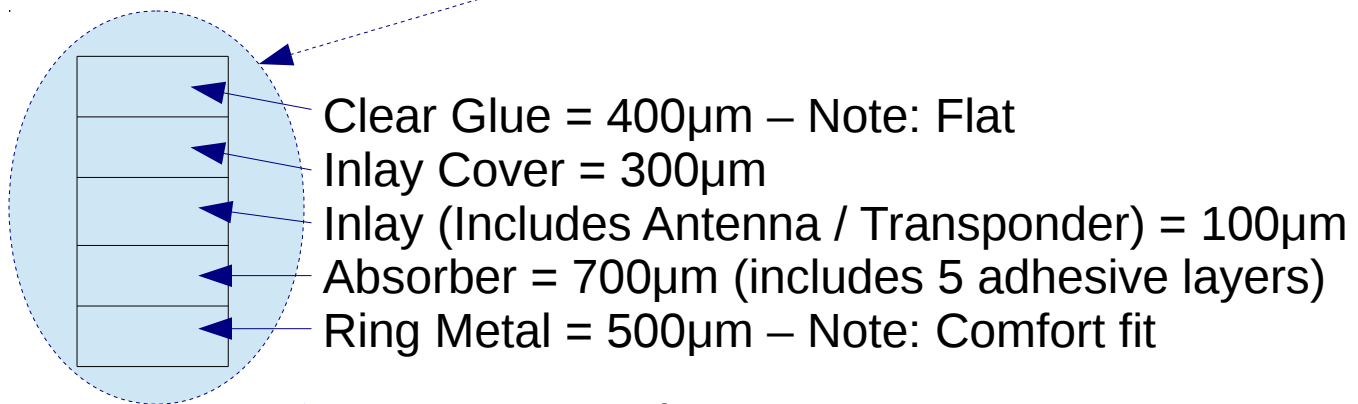 Clear Glue = 400μm – Note: Flat
Inlay Cover = 300μm
Inlay (Includes Antenna / Transponder) = 100μm
Absorber = 700μm (includes 5 adhesive layers)
Ring Metal = 500μm – Note: Comfort fit